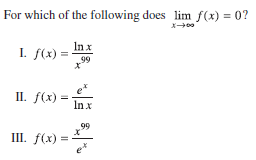 For which of the following does lim f(x) = 0?
x→∞
I. f(x) = ln x / x^99
II. f(x) = e^x / ln x
III. f(x) = x^99 / e^x